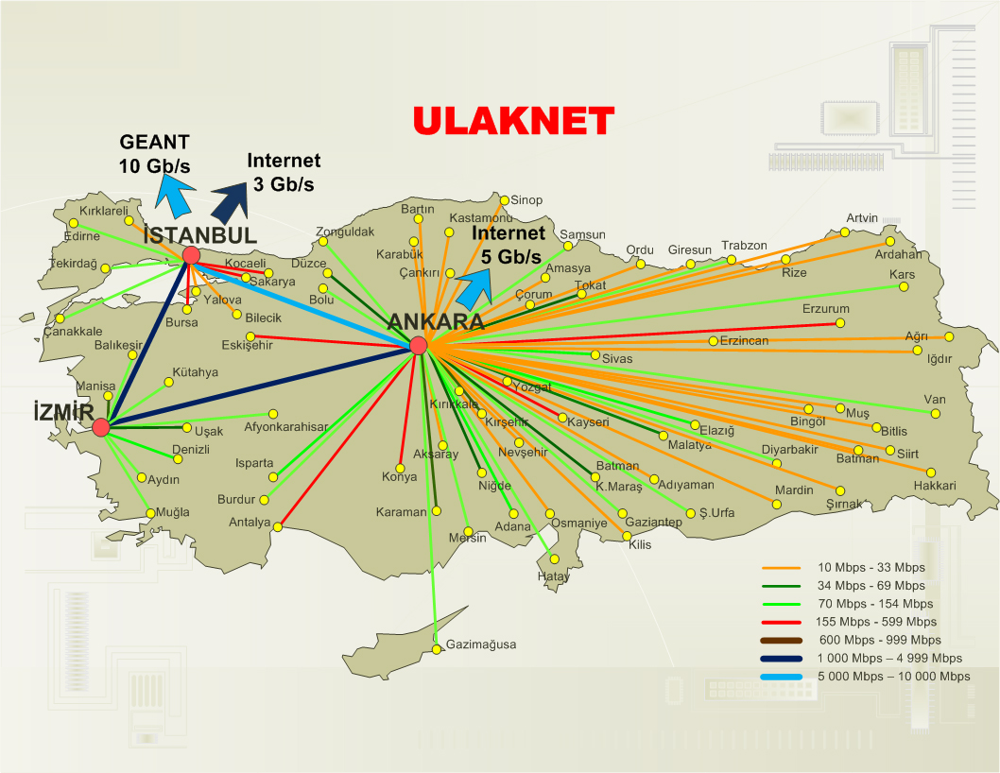 ULAKNET
GEANT
10 Gb/s
Internet
3 Gb/s
Kırklareli
Edirne
İSTANBUL
Tekirdağ
Kocaeli
Sakarya
Yalova
Bursa
Bilecik
Çanakkale
Balıkeşir
Eskişehir
Kütahya
Manisa
İZMİR
Uşak
Afyonkarahisar
Denizli
Aydın
Muğla
Isparta
Burdur
Antalya
Zonguldak
Düzce
Bolu
Bartın
Karabük
Kastamonu
Çankırı
Sinop
Internet
5 Gb/s
Samsun
Amasya
Tokat
Çorum
ANKARA
Ordu
Giresun
Trabzon
Rize
Artvin
Ardahan
Kars
Erzurum
Erzincan
Ağrı
Iğdır
Sivas
Yozgat
Kırıkkale
Kırşehir
Kayseri
Nevşehir
Aksaray
Konya
Niğde
Karaman
Mersin
Adana
Osmaniye
Hatay
Gaziantep
Kilis
Batman
K.Maraş
Adıyaman
Ş.Urfa
Malatya
Elazığ
Diyarbakir
Mardin
Bingöl
Muş
Bitlis
Batman
Siirt
Şırnak
Hakkari
Van
Gazimağusa
10 Mbps - 33 Mbps
34 Mbps - 69 Mbps
70 Mbps - 154 Mbps
155 Mbps - 599 Mbps
600 Mbps - 999 Mbps
1 000 Mbps – 4 999 Mbps
5 000 Mbps – 10 000 Mbps